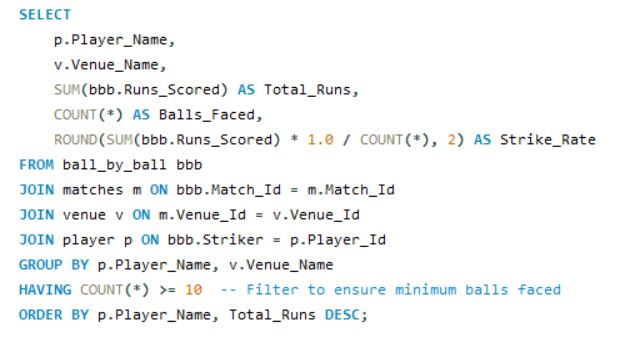 SELECT
p.Player_Name,
v.Venue_Name,
SUM(bbb.Runs_Scored) AS Total_Runs,
COUNT(*) AS Balls_Faced,
ROUND(SUM(bbb.Runs_Scored) * 1.0 / COUNT(*), 2) AS Strike_Rate
FROM ball_by_ball bbb
JOIN matches m ON bbb.Match_Id = m.Match_Id
JOIN venue v ON m.Venue_Id = v.Venue_Id
JOIN player p ON bbb.Striker = p.Player_Id
GROUP BY p.Player_Name, v.Venue_Name
HAVING COUNT(*) >= 10  -- Filter to ensure minimum balls faced
ORDER BY p.Player_Name, Total_Runs DESC;